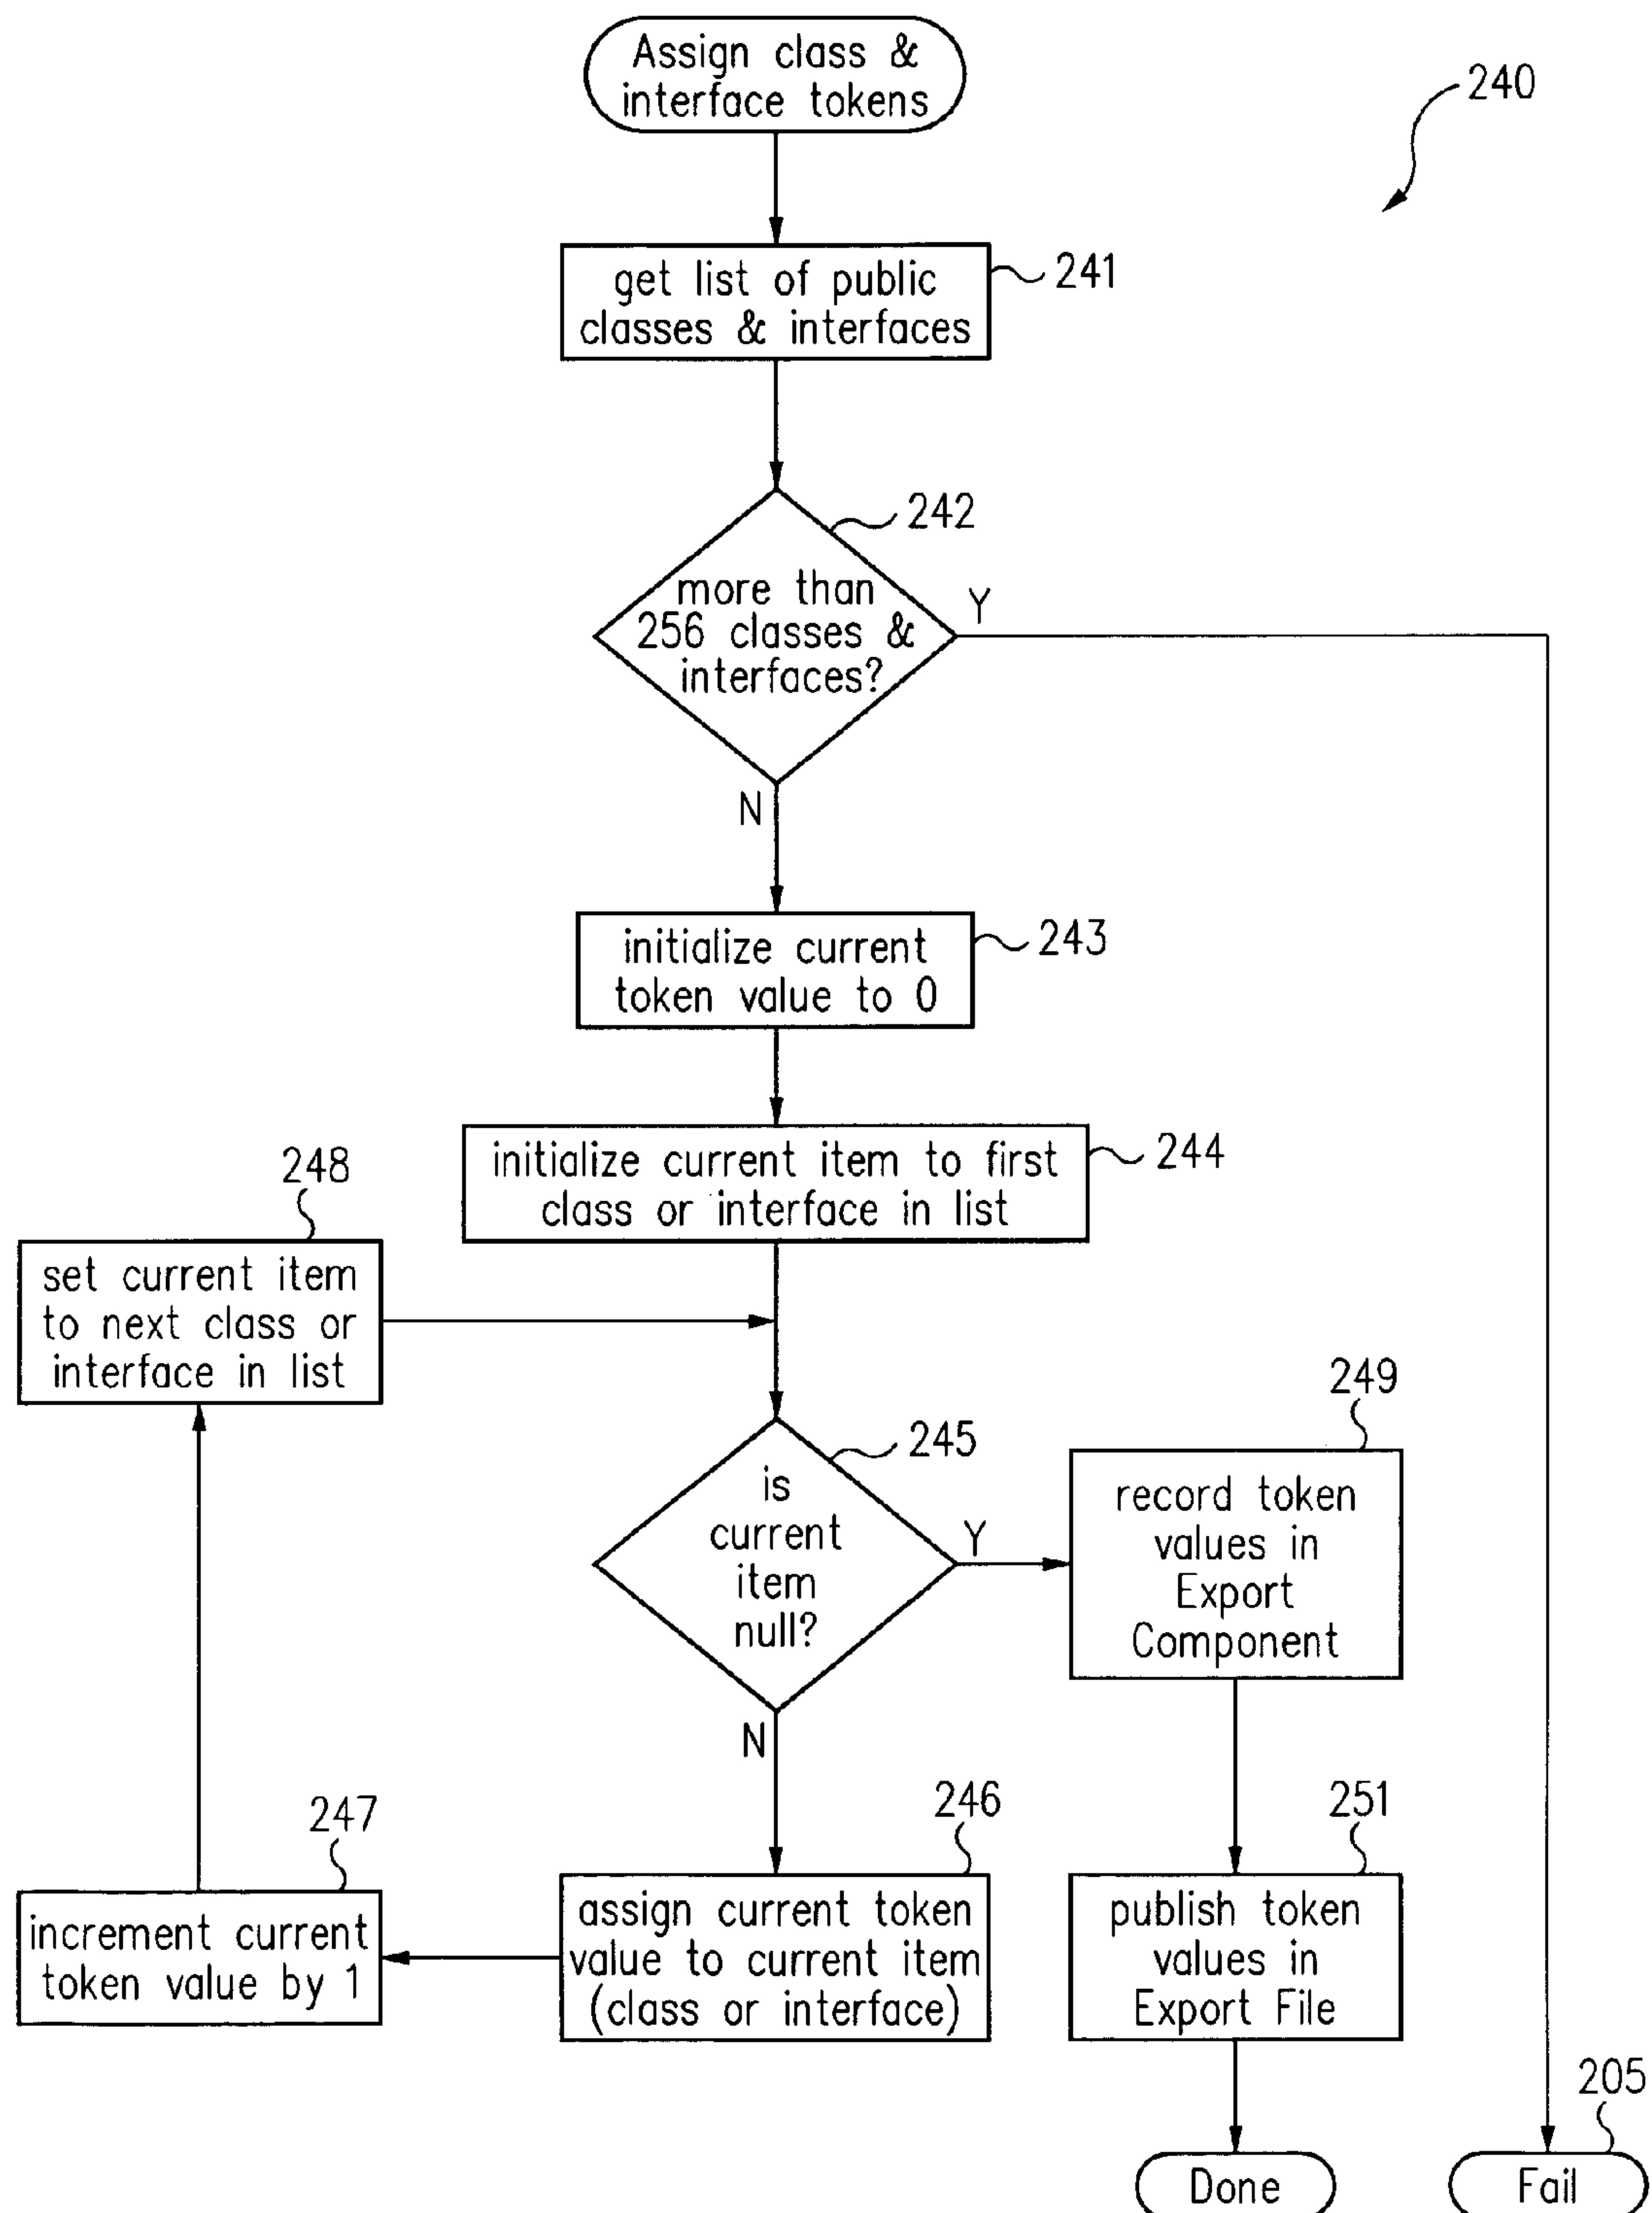 Assign class &
interface tokens
240
get list of public
classes & interfaces
241
242
more than
256 classes &
interfaces?
Y
N
initialize current
token value to 0
243
initialize current item to first
class or interface in list
244
248
set current item
to next class or
interface in list
245
is
current
item
null?
Y
N
249
record token
values in
Export
Component
247
increment current
token value by 1
246
assign current token
value to current item
(class or interface)
251
publish token
values in
Export File
Done
205
Fail